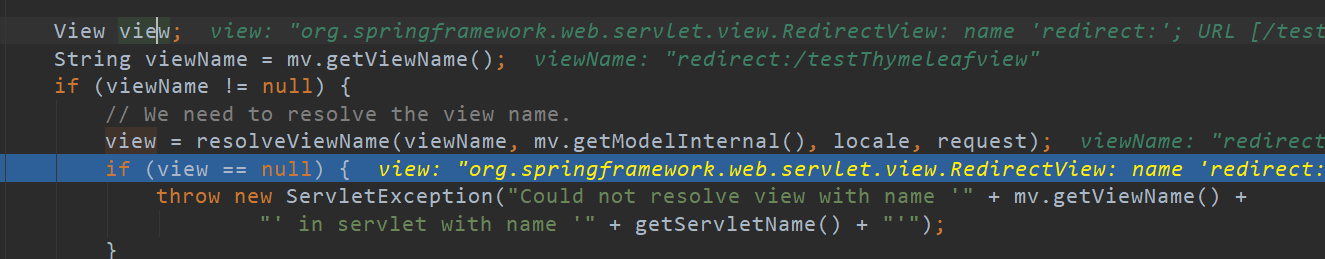 View view;  view: "org.springframework.web.servlet.view.RedirectView: name 'redirect:'; URL [/test
String viewName = mv.getViewName();  viewName: "redirect:/testThymeleafview"
if (viewName != null) {
// We need to resolve the view name.
view = resolveViewName(viewName, mv.getModelInternal(), locale, request);  viewName: "redirect
if (view == null) {  view: "org.springframework.web.servlet.view.RedirectView: name 'redirect:
throw new ServletException("Could not resolve view with name '" + mv.getViewName() +
"' in servlet with name '" + getServletName() + "'");
}